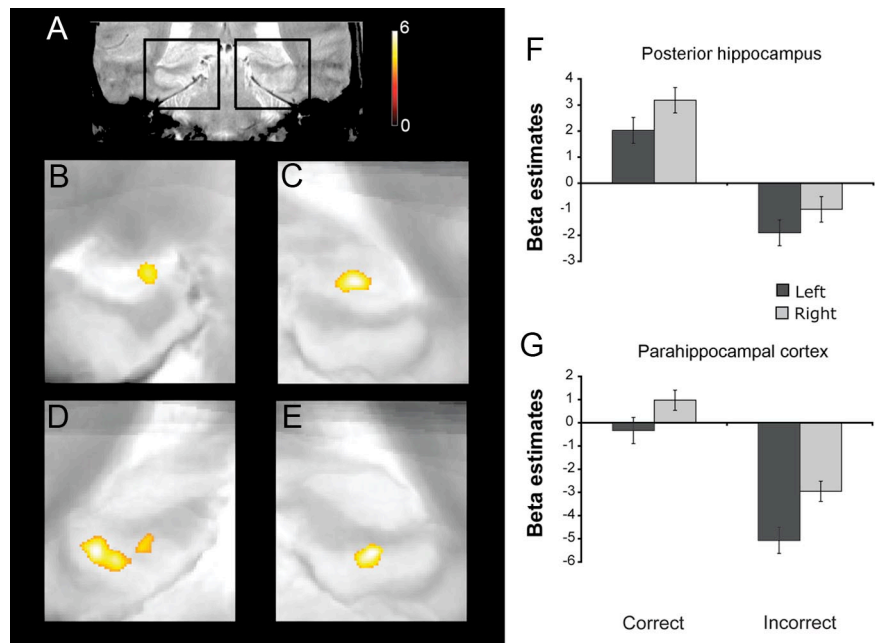 A
6
0
B
C
D
E
F
Posterior hippocampus
Beta estimates
4
3
2
1
0
-1
-2
-3
Left
Right
G
Parahippocampal cortex
Beta estimates
2
1
0
-1
-2
-3
-4
-5
-6
Correct
Incorrect